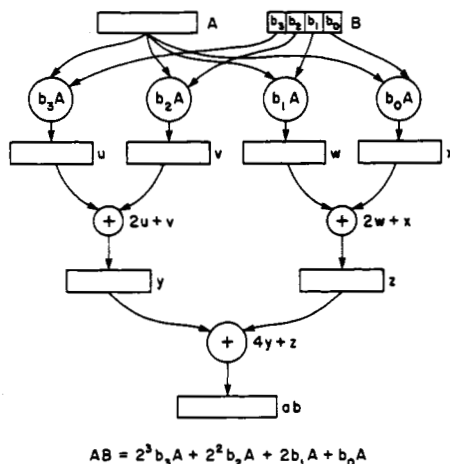 A
b₃ b₂ b₁ b₀ B
b₃A b₂A b₁A b₀A
u v w x
+ 2u+v + 2w+x
y z
+ 4y+z
ab
AB = 2³b₃A + 2²b₂A + 2b₁A + b₀A